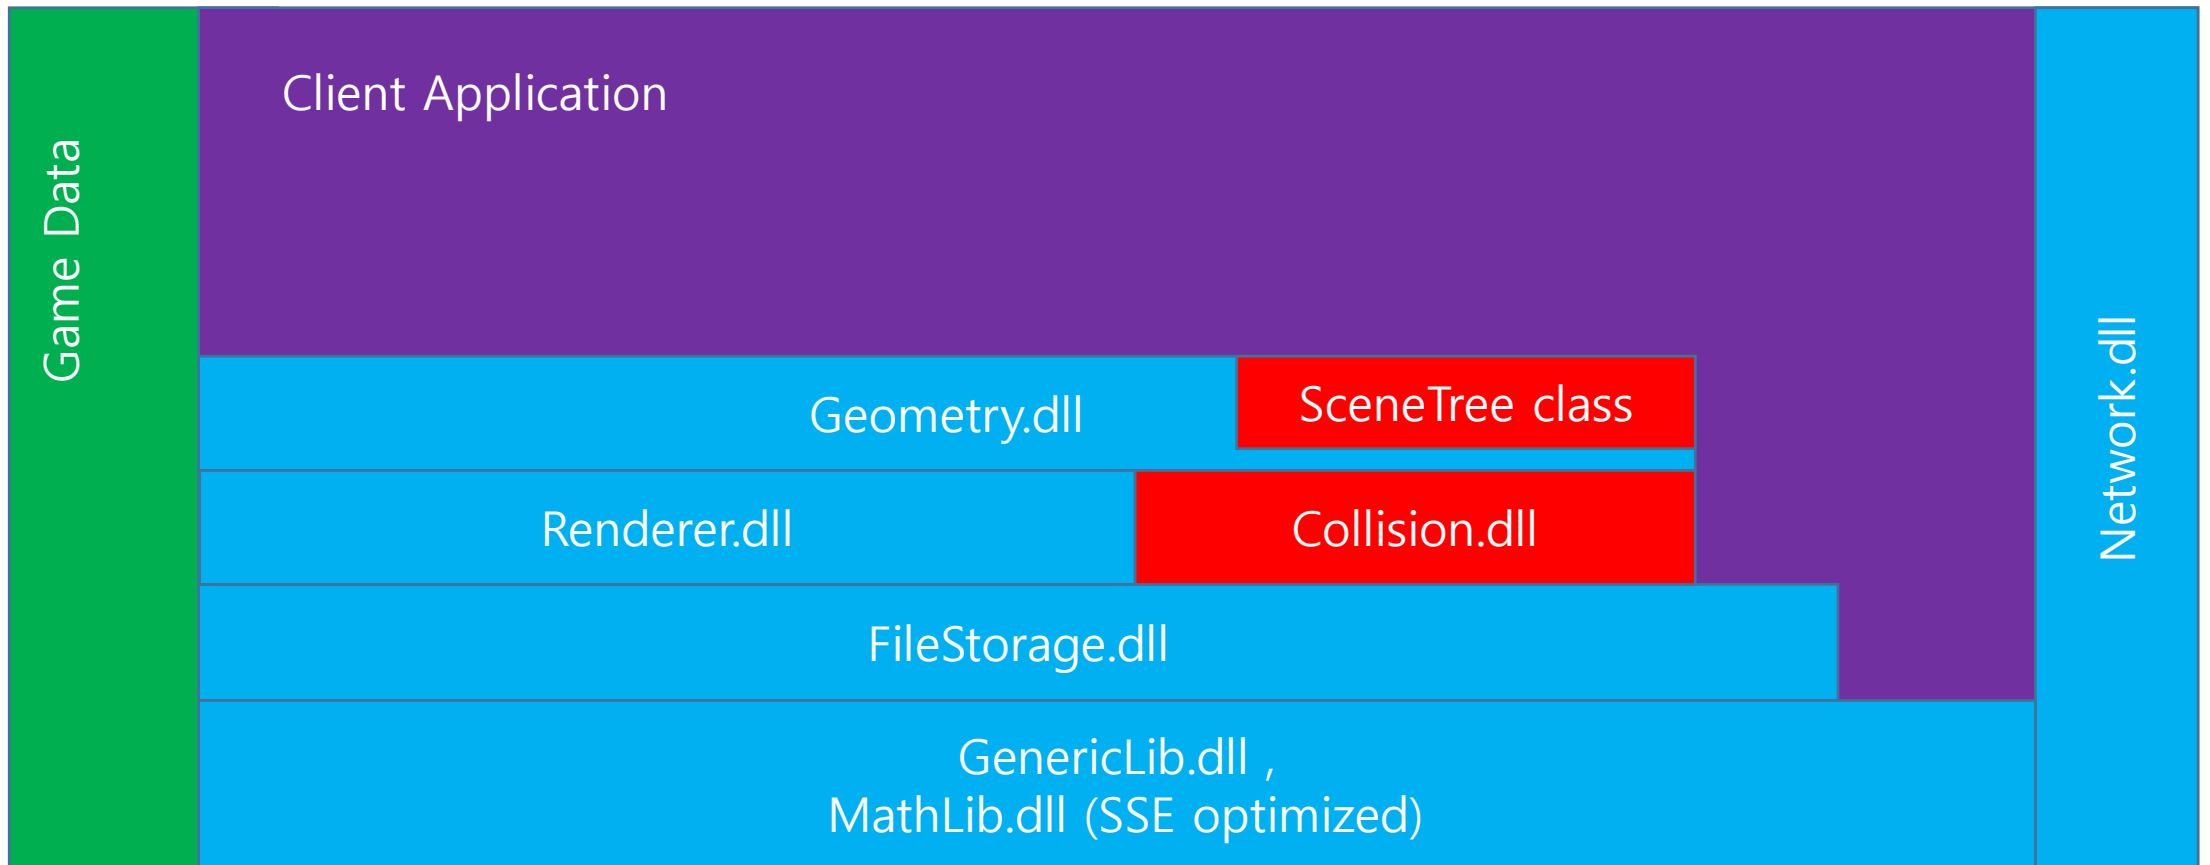 Client Application
Game Data
Geometry.dll
SceneTree class
Renderer.dll
Collision.dll
Network.dll
FileStorage.dll
GenericLib.dll ,
MathLib.dll (SSE optimized)